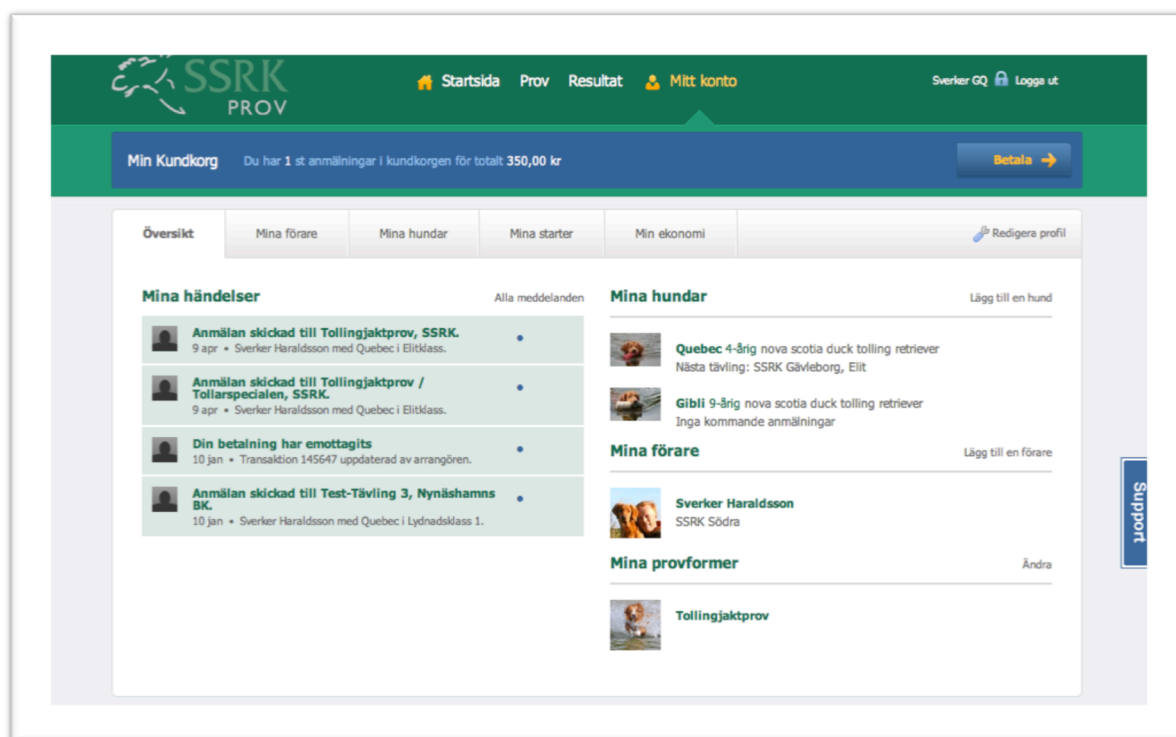 SSRK
PROV
Startsida Prov Resultat Mitt konto
Sverker GQ Logga ut
Min Kundkorg Du har 1 st anmälningar i kundkorgen för totalt 350,00 kr
Betala
Översikt Mina förare Mina hundar Mina starter Min ekonomi
Redigera profil
Mina händelser Alla meddelanden
Anmälan skickad till Tollingjaktprov, SSRK.
9 apr • Sverker Haraldsson med Quebec i Elitklass.
Anmälan skickad till Tollingjaktprov /
Tollarspecialen, SSRK.
9 apr • Sverker Haraldsson med Quebec i Elitklass.
Din betalning har emottagits
10 jan • Transaktion 145647 uppdaterad av arrangören.
Anmälan skickad till Test-Tävling 3, Nynäshamns
BK.
10 jan • Sverker Haraldsson med Quebec i Lydnadsklass 1.
Mina hundar Lägg till en hund
Quebec 4-årig nova scotia duck tolling retriever
Nästa tävling: SSRK Gävleborg, Elit
Gibli 9-årig nova scotia duck tolling retriever
Inga kommande anmälningar
Mina förare Lägg till en förare
Sverker Haraldsson
SSRK Södra
Mina provformer Ändra
Tollingjaktprov
Support